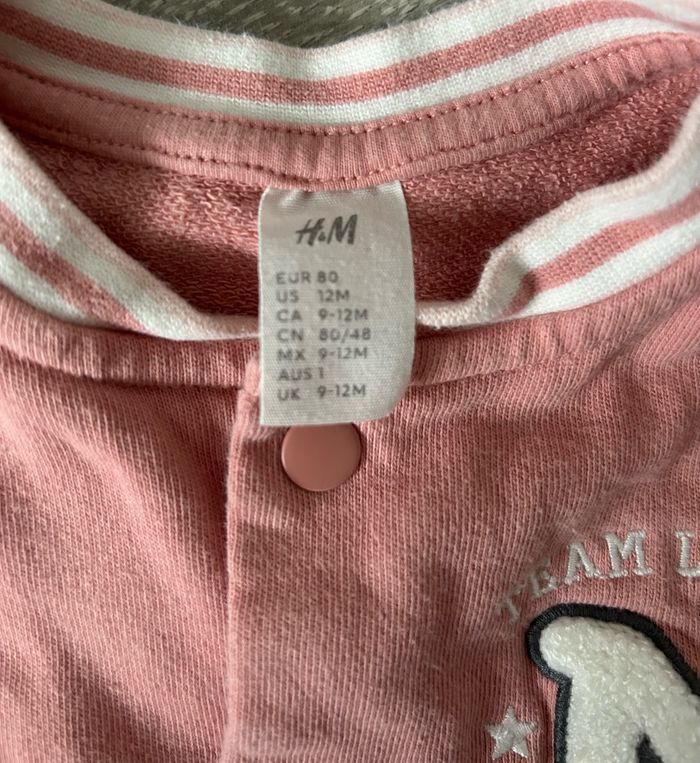 H&M
EUR 80
US 12M
CA 9-12M
CN 80/48
MX 9-12M
AUS 1
UK 9-12M
TEAM